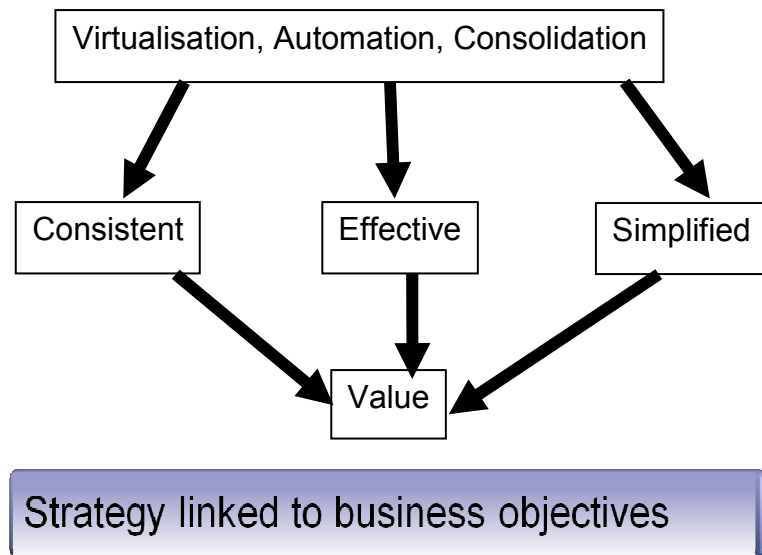 Virtualisation, Automation, Consolidation
Consistent
Effective
Simplified
Value
Strategy linked to business objectives